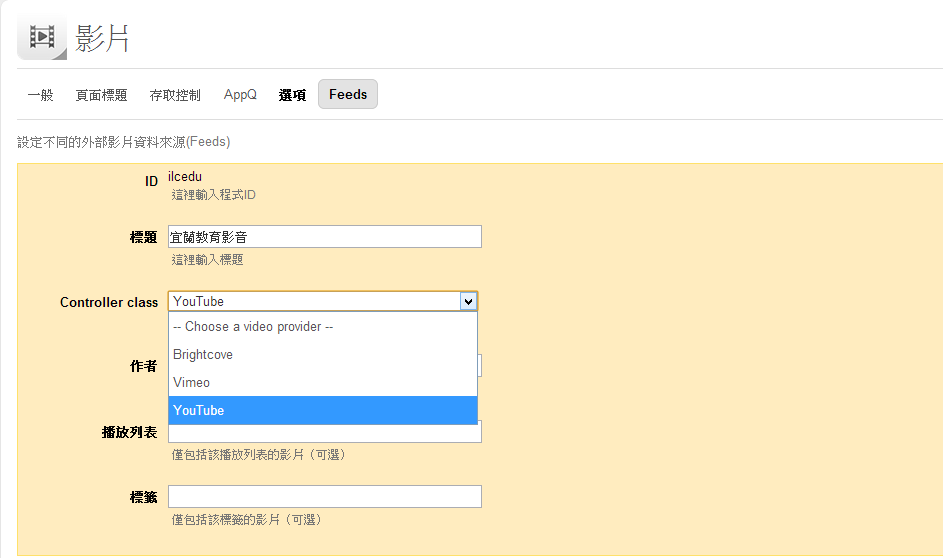 影片
一般 頁面標題 存取控制 AppQ 選項 Feeds
設定不同的外部影片資料來源(Feeds)
ID ilcedu
這裡輸入程式ID
標題 宜蘭教育影音
這裡輸入標題
Controller class YouTube
-- Choose a video provider --
Brightcove
作者
Vimeo
YouTube
播放列表
僅包括該播放列表的影片（可選）
標籤
僅包括該標籤的影片（可選）